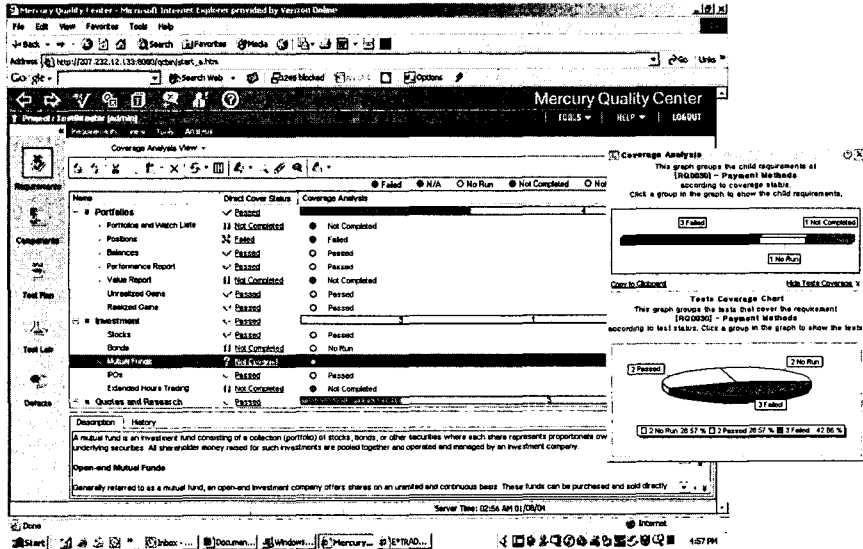 Mercury Quality Center - Microsoft Internet Explorer provided by Verizon Online
File Edit View Favorites Tools Help
Back Search Favorites Media
Address http://207.232.12.133:8080/qcbin/start_a.htm Go Links
Google Search Web blocked Options
Mercury Quality Center
Project: [admin] TOOLS HELP LOGOUT
Requirements View Tools Analysis
Coverage Analysis View
Failed N/A No Run Not Completed Not
Name Direct Cover Status Coverage Analysis
Portfolios Passed
Portfolios and Watch Lists Not Completed Not Completed
Positions Failed Failed
Balances Passed Passed
Performance Report Passed Passed
Value Report Not Completed Not Completed
Unrealized Gains Passed Passed
Realized Gains Passed Passed
Investment Passed 3 1
Stocks Passed Passed
Bonds Not Completed No Run
Mutual Funds Not Covered
IPOs Passed Passed
Extended Hours Trading Not Completed Not Completed
Quotes and Research Passed 3
Requirements
Components
Test Plan
Test Lab
Defects
Description History
A mutual fund is an investment fund consisting of a collection (portfolio) of stocks, bonds, or other securities where each share represents proportionate ow
underlying securities. All shareholder money raised for such investments are pooled together and operated and managed by an investment company.
Open-end Mutual Funds
Generally referred to as a mutual fund, an open-end investment company offers shares on an unlimited and continuous basis. These funds can be purchased and sold directly
Server Time: 02:56 AM 01/08/04
Coverage Analysis
This graph groups the child requirements of
[RQ0030] - Payment Methods
according to coverage status.
Click a group in the graph to show the child requirements.
3 Failed 1 Not Completed
1 No Run
Copy to Clipboard Hide Tests Coverage
Tests Coverage Chart
This graph groups the tests that cover the requirement
[RQ0030] - Payment Methods
according to test status. Click a group in the graph to show the tests
2 Passed 2 No Run
3 Failed
2 No Run 28.57 % 2 Passed 28.57 % 3 Failed 42.86 %
Done Internet
Start Inbox - ... Documen... Windows... Mercury... E*TRAD... 4:57 PM